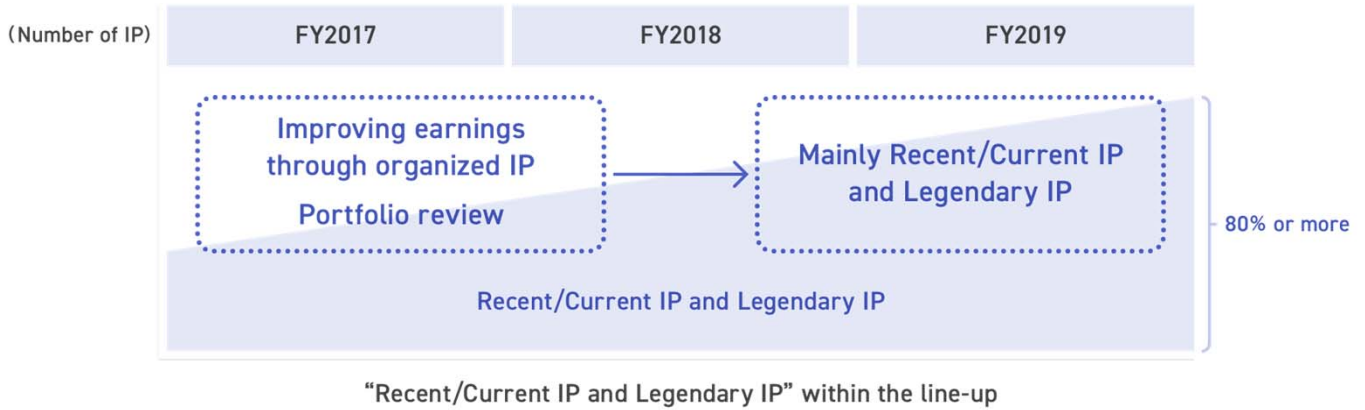 (Number of IP)
FY2017
FY2018
FY2019
Improving earnings
through organized IP
Portfolio review
Mainly Recent/Current IP
and Legendary IP
80% or more
Recent/Current IP and Legendary IP
“Recent/Current IP and Legendary IP” within the line-up